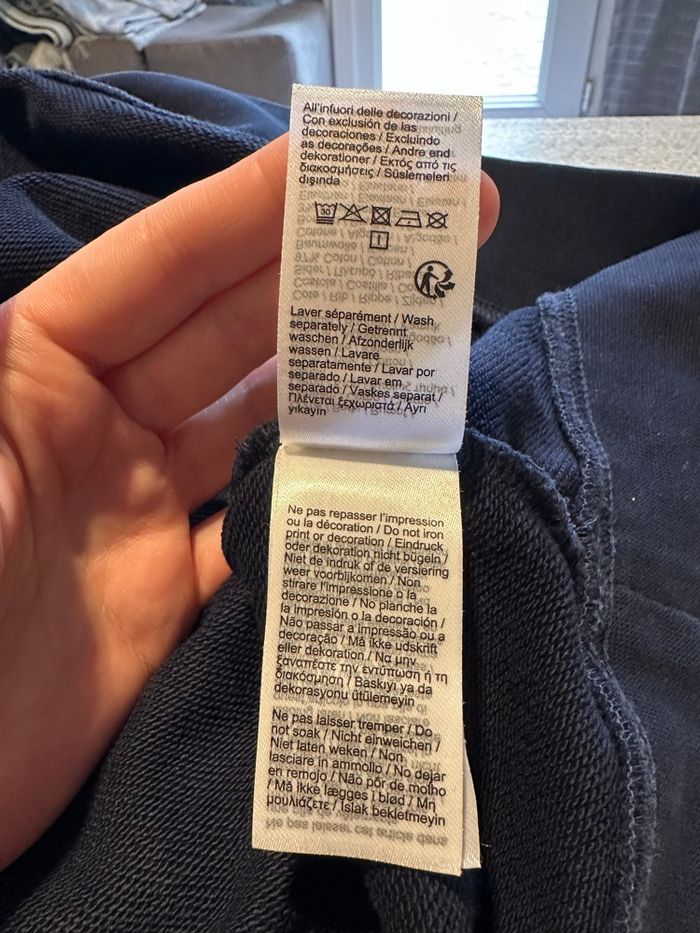 All'infuori delle decorazioni /
Con exclusión de las
decoraciones / Excluindo
as decorações / Andre end
dekorationer / Εκτός από τις
διακοσμήσεις / Süslemeleri
dışında
30
Laver séparément / Wash
separately / Getrennt
waschen / Afzonderlijk
wassen / Lavare
separatamente / Lavar por
separado / Lavar em
separado / Vaskes separat /
Πλένεται ξεχωριστά / Ayrı
yıkayın
Ne pas repasser l'impression
ou la décoration / Do not iron
print or decoration / Eindruck
oder dekoration nicht bügeln /
Niet de indruk of de versiering
weer voorbijkomen / Non
stirare l'impressione o la
decorazione / No planche la
la impresión o la decoración /
Não passar a impressão ou a
decoração / Må ikke udskrift
eller dekoration / Να μην
ξαναπέστε την εντύπωση ή τη
διακόσμηση / Baskıyı ya da
dekorasyonu ütülemeyin
Ne pas laisser tremper / Do
not soak / Nicht einweichen /
Niet laten weken / Non
lasciare in ammollo / No dejar
en remojo / Não pôr de molho
/ Må ikke lægges i blød / Μη
μουλιάζετε / Islak bekletmeyin